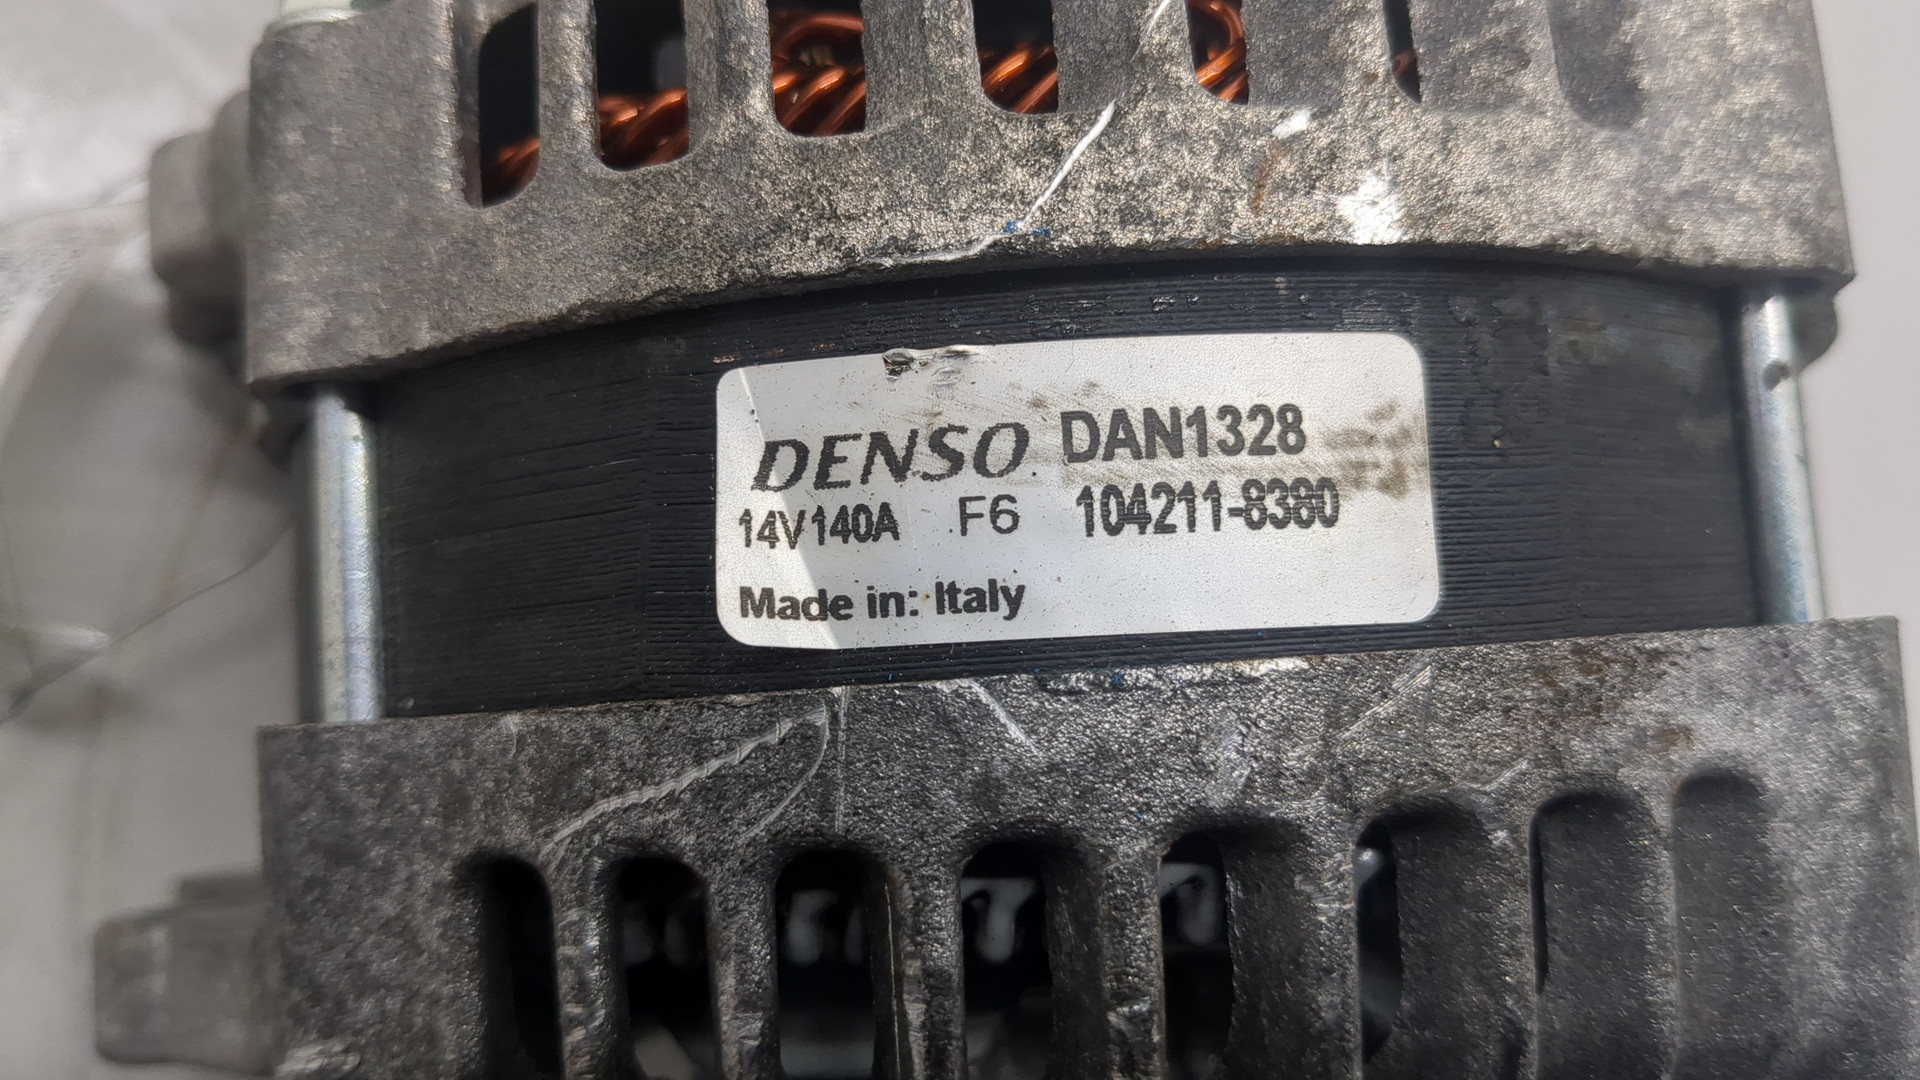 DENSO DAN1328
14V140A F6 104211-8380
Made in: Italy